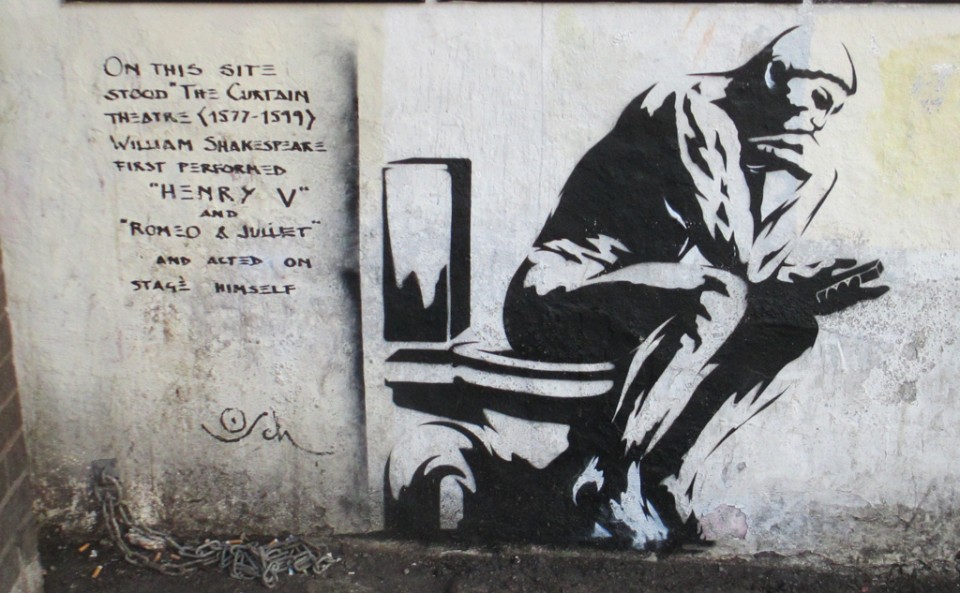 ON THIS SITE
STOOD "THE CURTAIN
THEATRE (1577-1599)
WILLIAM SHAKESPEARE
FIRST PERFORMED
"HENRY V"
AND
"ROMEO & JULIET"
AND ACTED ON
STAGE HIMSELF